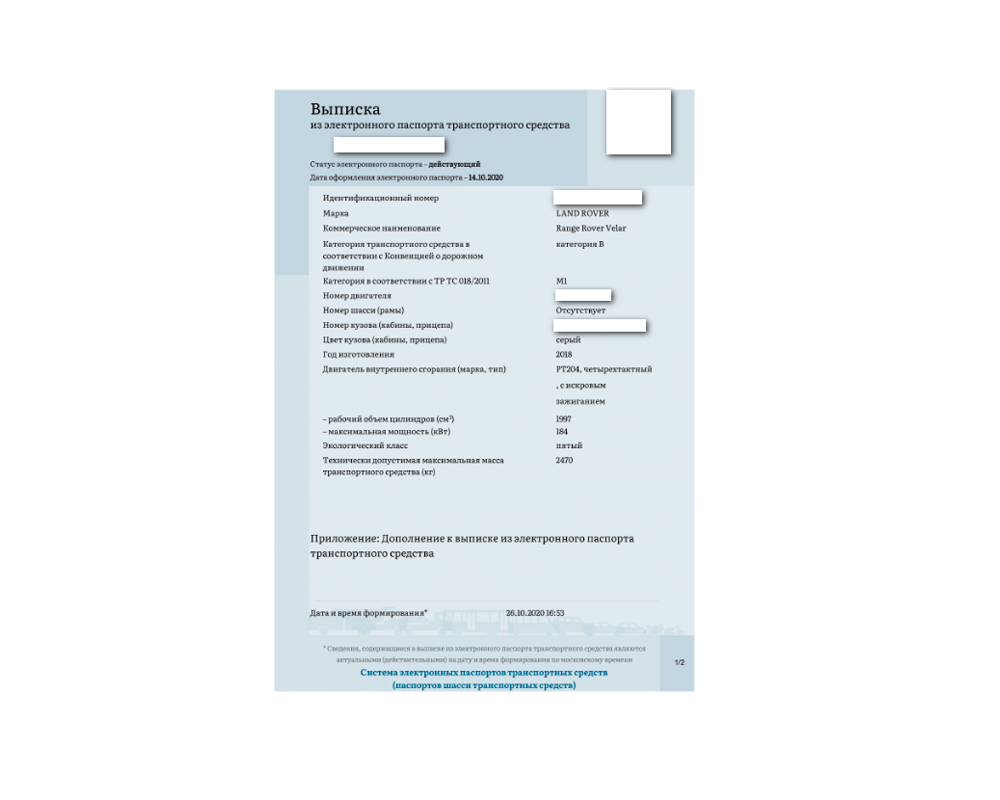 Выписка
из электронного паспорта транспортного средства
Статус электронного паспорта – действующий
Дата оформления электронного паспорта – 14.10.2020
Идентификационный номер
Марка LAND ROVER
Коммерческое наименование Range Rover Velar
Категория транспортного средства в категория B
соответствии с Конвенцией о дорожном
движении
Категория в соответствии с ТР ТС 018/2011 M1
Номер двигателя
Номер шасси (рамы) Отсутствует
Номер кузова (кабины, прицепа)
Цвет кузова (кабины, прицепа) серый
Год изготовления 2018
Двигатель внутреннего сгорания (марка, тип) PT204, четырехтактный
, с искровым
зажиганием
– рабочий объем цилиндров (см³) 1997
– максимальная мощность (кВт) 184
Экологический класс пятый
Технически допустимая максимальная масса 2470
транспортного средства (кг)
Приложение: Дополнение к выписке из электронного паспорта
транспортного средства
Дата и время формирования* 26.10.2020 16:53
* Сведения, содержащиеся в выписке из электронного паспорта транспортного средства являются
актуальными (действительными) на дату и время формирования по московскому времени
Система электронных паспортов транспортных средств
(паспортов шасси транспортных средств)
1/2